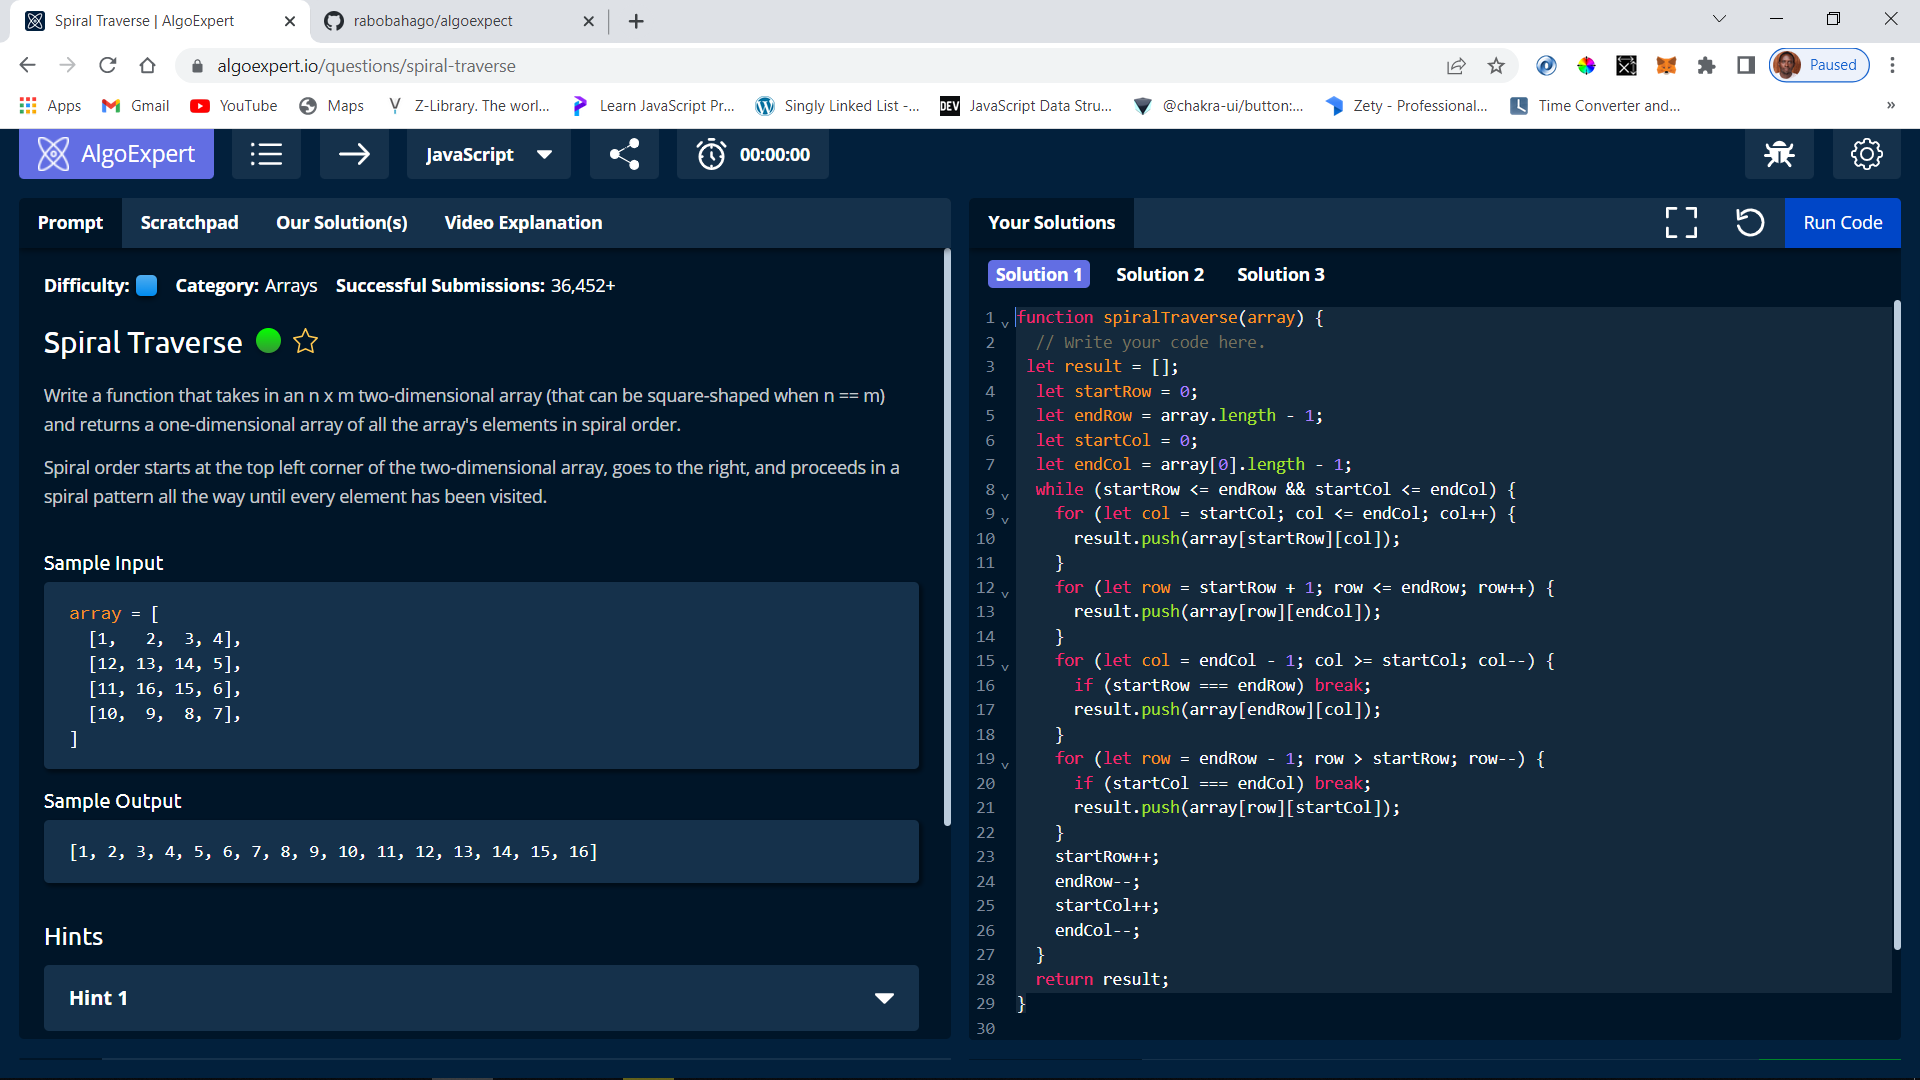 Spiral Traverse | AlgoExpert
rabobahago/algoexpect
algoexpert.io/questions/spiral-traverse
Paused
Apps
Gmail
YouTube
Maps
Z-Library. The worl...
Learn JavaScript Pr...
Singly Linked List -...
DEV
JavaScript Data Stru...
@chakra-ui/button:...
Zety - Professional...
Time Converter and...
»
AlgoExpert
JavaScript
00:00:00
Prompt
Scratchpad
Our Solution(s)
Video Explanation
Difficulty:
Category: Arrays
Successful Submissions: 36,452+
Spiral Traverse
Write a function that takes in an n x m two-dimensional array (that can be square-shaped when n == m)
and returns a one-dimensional array of all the array's elements in spiral order.
Spiral order starts at the top left corner of the two-dimensional array, goes to the right, and proceeds in a
spiral pattern all the way until every element has been visited.
Sample Input
array = [
  [1,   2,  3, 4],
  [12, 13, 14, 5],
  [11, 16, 15, 6],
  [10,  9,  8, 7],
]
Sample Output
[1, 2, 3, 4, 5, 6, 7, 8, 9, 10, 11, 12, 13, 14, 15, 16]
Hints
Hint 1
Your Solutions
Run Code
Solution 1
Solution 2
Solution 3
1 function spiralTraverse(array) {
2   // Write your code here.
3  let result = [];
4   let startRow = 0;
5   let endRow = array.length - 1;
6   let startCol = 0;
7   let endCol = array[0].length - 1;
8   while (startRow <= endRow && startCol <= endCol) {
9     for (let col = startCol; col <= endCol; col++) {
10       result.push(array[startRow][col]);
11     }
12     for (let row = startRow + 1; row <= endRow; row++) {
13       result.push(array[row][endCol]);
14     }
15     for (let col = endCol - 1; col >= startCol; col--) {
16       if (startRow === endRow) break;
17       result.push(array[endRow][col]);
18     }
19     for (let row = endRow - 1; row > startRow; row--) {
20       if (startCol === endCol) break;
21       result.push(array[row][startCol]);
22     }
23     startRow++;
24     endRow--;
25     startCol++;
26     endCol--;
27   }
28   return result;
29 }
30